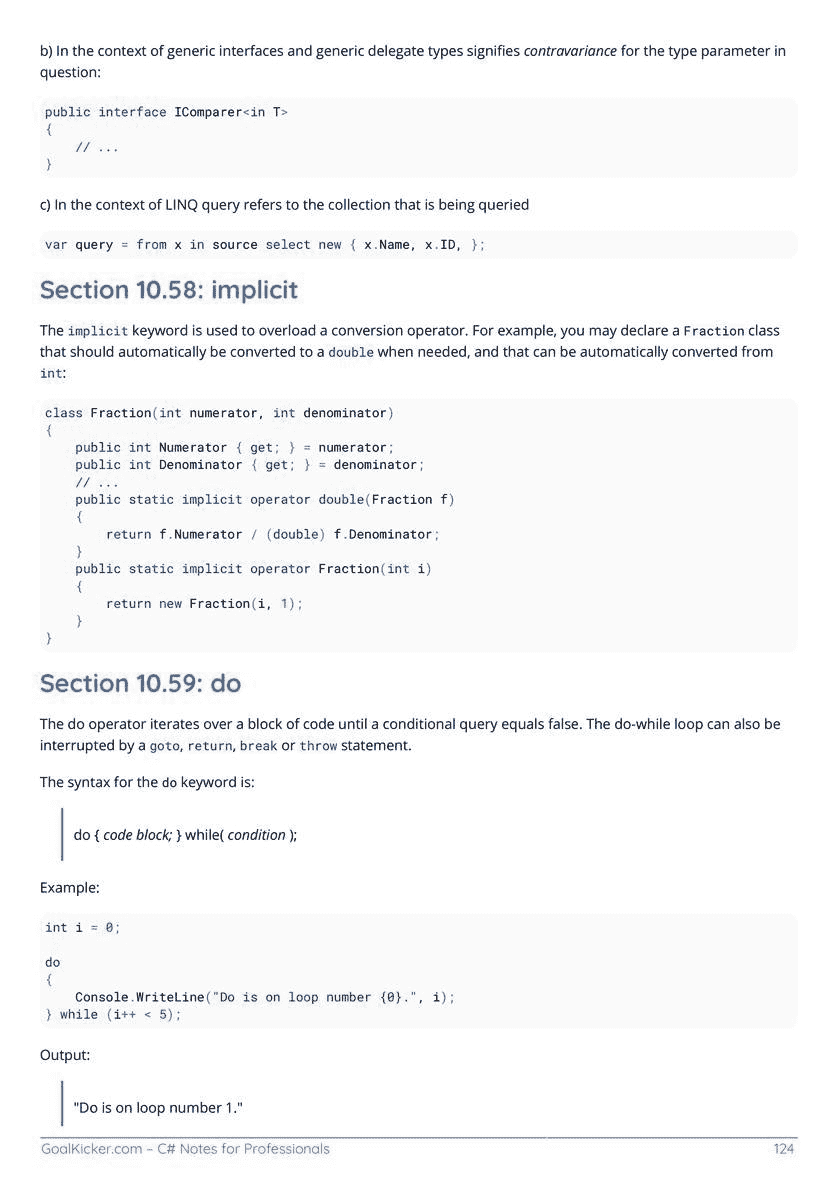 b) In the context of generic interfaces and generic delegate types signifies contravariance for the type parameter in
question:
public interface IComparer<in T>
{
    // ...
}
c) In the context of LINQ query refers to the collection that is being queried
var query = from x in source select new { x.Name, x.ID, };
Section 10.58: implicit
The implicit keyword is used to overload a conversion operator. For example, you may declare a Fraction class
that should automatically be converted to a double when needed, and that can be automatically converted from
int:
class Fraction(int numerator, int denominator)
{
    public int Numerator { get; } = numerator;
    public int Denominator { get; } = denominator;
    // ...
    public static implicit operator double(Fraction f)
    {
        return f.Numerator / (double) f.Denominator;
    }
    public static implicit operator Fraction(int i)
    {
        return new Fraction(i, 1);
    }
}
Section 10.59: do
The do operator iterates over a block of code until a conditional query equals false. The do-while loop can also be
interrupted by a goto, return, break or throw statement.
The syntax for the do keyword is:
do { code block; } while( condition );
Example:
int i = 0;
do
{
    Console.WriteLine("Do is on loop number {0}.", i);
} while (i++ < 5);
Output:
"Do is on loop number 1."
GoalKicker.com – C# Notes for Professionals 124